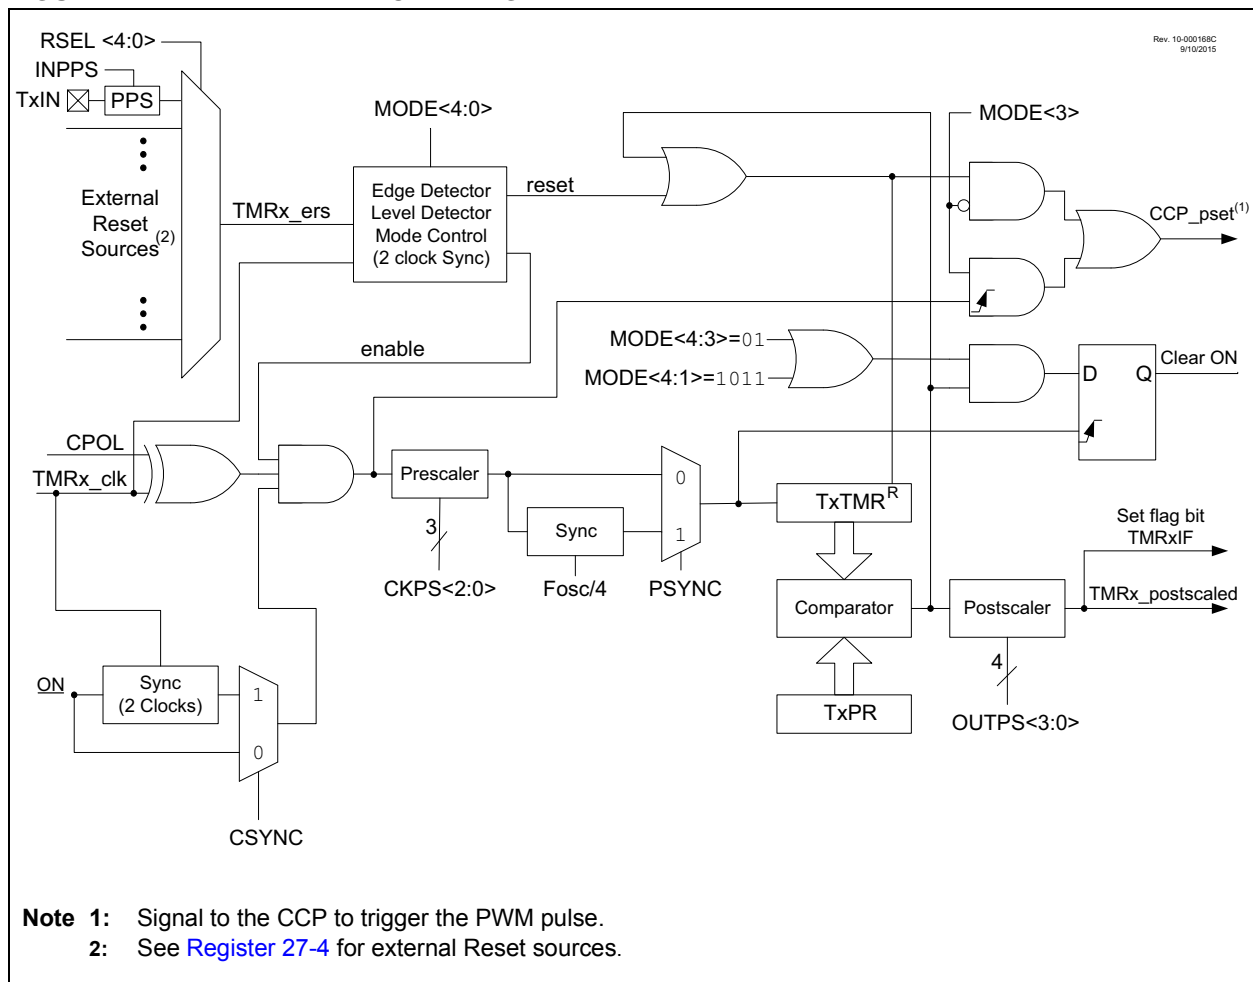 Rev. 10-000168C
9/10/2015
RSEL <4:0>
INPPS
TxIN
PPS
MODE<4:0>
MODE<3>
External
Reset
Sources(2)
TMRx_ers
Edge Detector
Level Detector
Mode Control
(2 clock Sync)
reset
CCP_pset(1)
enable
MODE<4:3>=01
MODE<4:1>=1011
D
Q
Clear ON
CPOL
TMRx_clk
Prescaler
0
1
Sync
3
CKPS<2:0>
Fosc/4
PSYNC
TxTMR
R
Set flag bit
TMRxIF
Comparator
Postscaler
TMRx_postscaled
4
TxPR
OUTPS<3:0>
ON
Sync
(2 Clocks)
1
0
CSYNC
Note 1: Signal to the CCP to trigger the PWM pulse.
2: See Register 27-4 for external Reset sources.